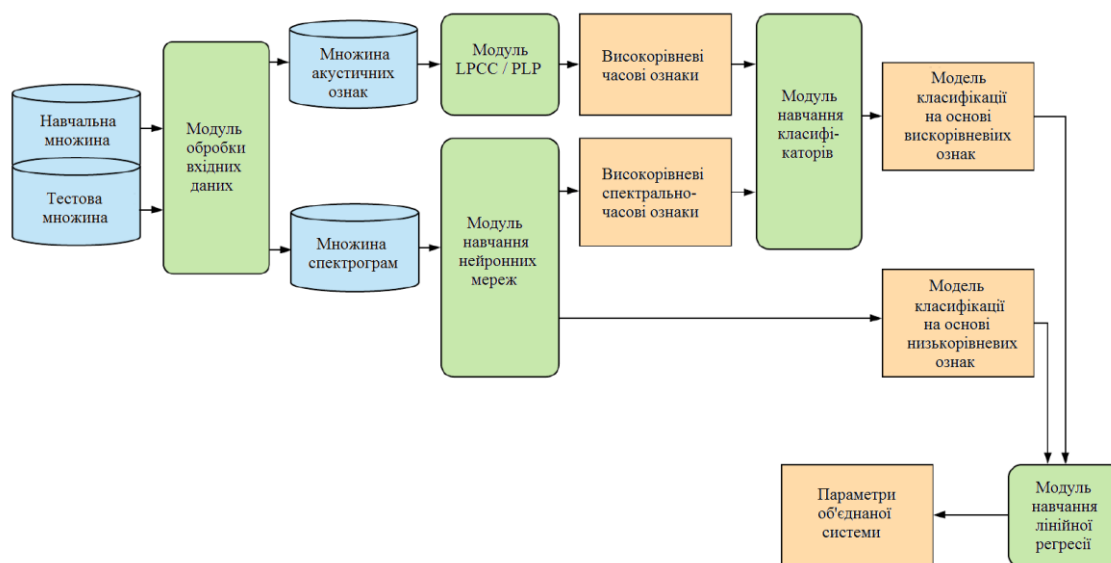 Навчальна
множина
Тестова
множина
Модуль
обробки
вхідних
даних
Множина
акустичних
ознак
Множина
спектрограм
Модуль
LPCC / PLP
Модуль
навчання
нейронних
мереж
Високорівневі
часові ознаки
Високорівневі
спектрально-
часові ознаки
Модуль
навчання
класифі-
каторів
Модель
класифікації
на основі
вискорівневіих
ознак
Модель
класифікації
на основі
низькорівневих
ознак
Параметри
об'єднаної
системи
Модуль
навчання
лінійної
регресії